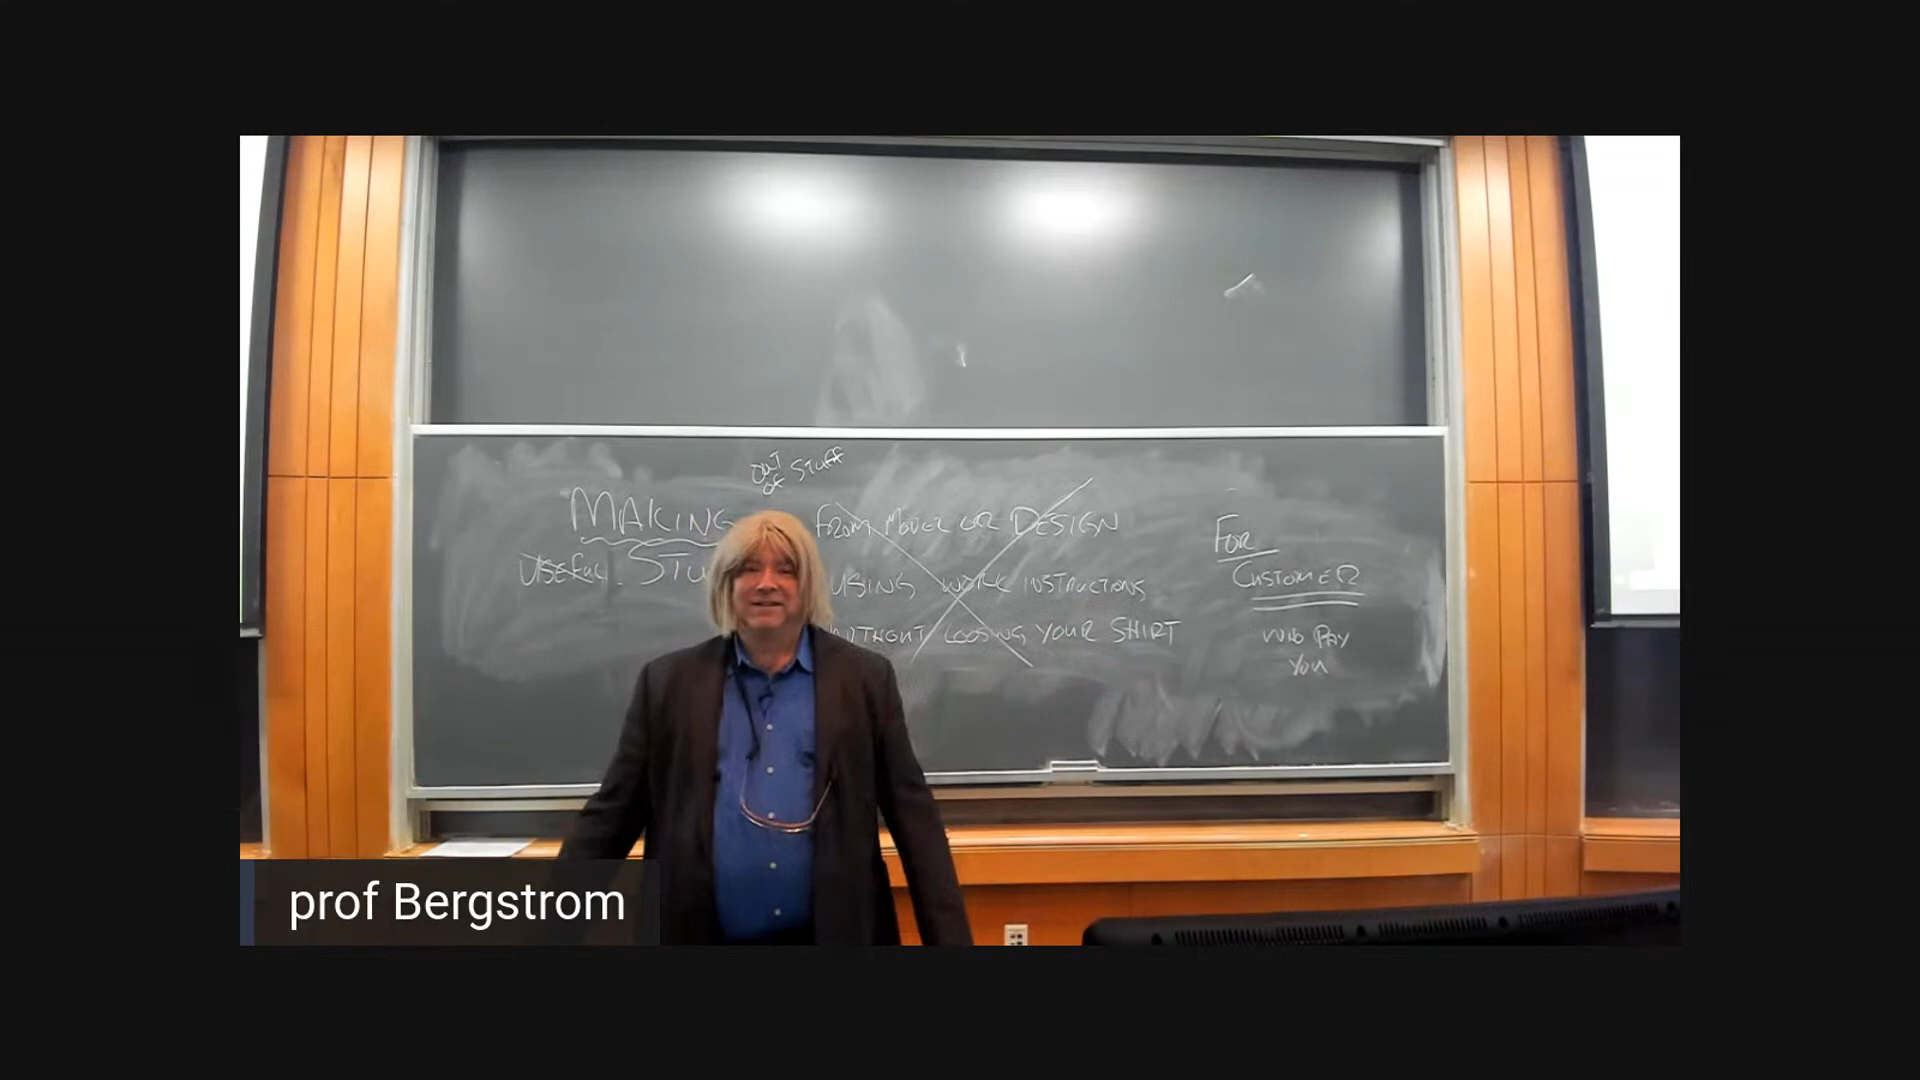 OUT
OF STUFF
MAKING FROM MODEL OR DESIGN
USEFUL STU
USING WORK INSTRUCTIONS
WITHOUT LOOSING YOUR SHIRT
FOR
CUSTOMER
WHO PAY
YOU
prof Bergstrom